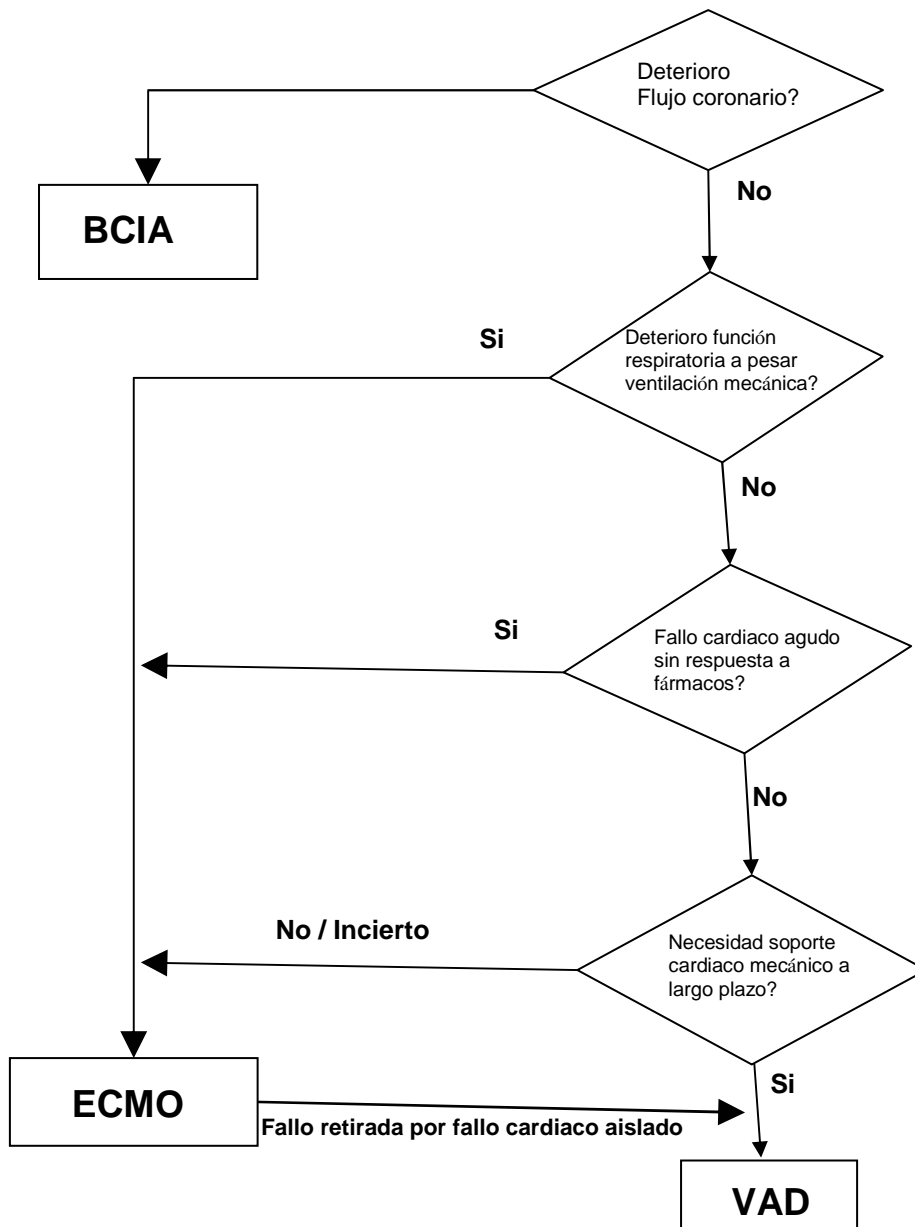 Deterioro
Flujo coronario?
No
BCIA
Si
Deterioro función
respiratoria a pesar
ventilación mecánica?
No
Si
Fallo cardiaco agudo
sin respuesta a
fármacos?
No
No / Incierto
Necesidad soporte
cardiaco mecánico a
largo plazo?
Si
ECMO
Fallo retirada por fallo cardiaco aislado
VAD